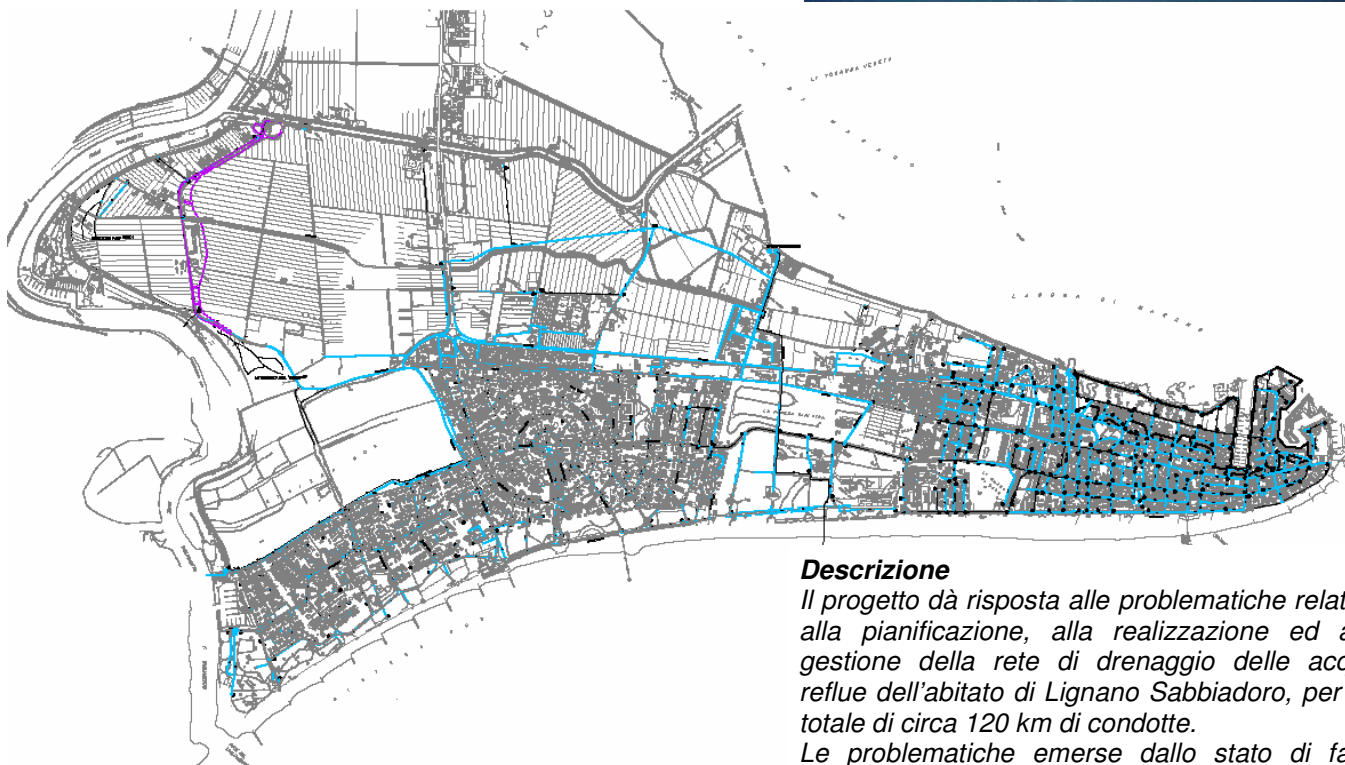 LAGUNA DI MARANO
Descrizione
Il progetto dà risposta alle problematiche relat
alla pianificazione, alla realizzazione ed a
gestione della rete di drenaggio delle acc
reflue dell'abitato di Lignano Sabbiadoro, per
totale di circa 120 km di condotte.
Le problematiche emerse dallo stato di fa